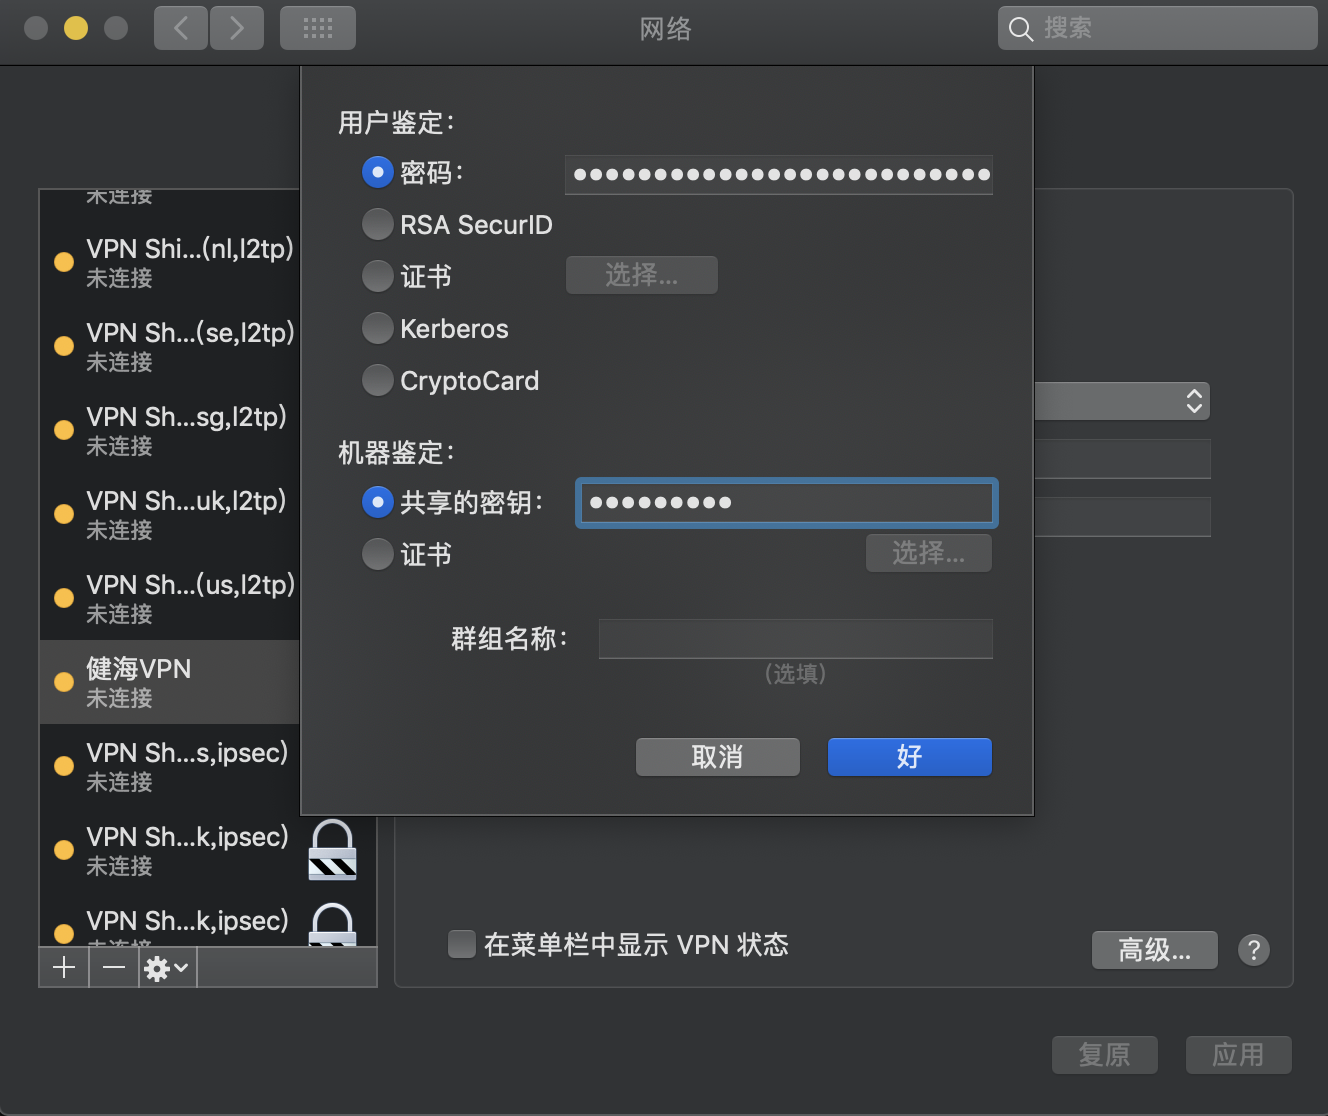 网络
搜索
用户鉴定：
密码：
RSA SecurID
证书
选择...
Kerberos
CryptoCard
机器鉴定：
共享的密钥：
证书
选择...
群组名称：
(选填)
取消
好
未连接
VPN Shi...(nl,l2tp)
未连接
VPN Sh...(se,l2tp)
未连接
VPN Sh...sg,l2tp)
未连接
VPN Sh...uk,l2tp)
未连接
VPN Sh...(us,l2tp)
未连接
健海VPN
未连接
VPN Sh...s,ipsec)
未连接
VPN Sh...k,ipsec)
未连接
VPN Sh...k,ipsec)
未连接
在菜单栏中显示 VPN 状态
高级...
?
复原
应用